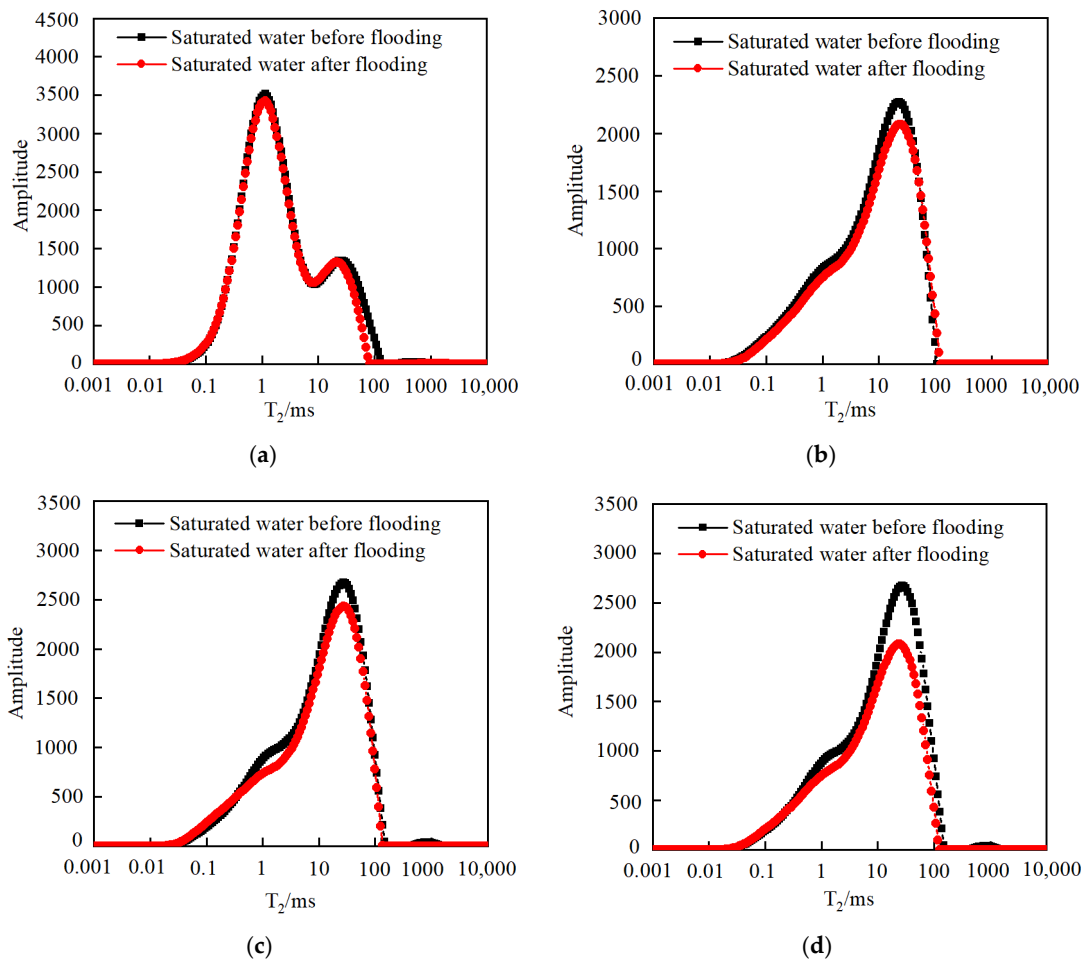 4500
4000
3500
3000
2500
2000
1500
1000
500
0
Amplitude
Saturated water before flooding
Saturated water after flooding
0.001 0.01 0.1 1 10 100 1000 10,000
T2/ms
(a)
3000
2500
2000
1500
1000
500
0
Amplitude
Saturated water before flooding
Saturated water after flooding
0.001 0.01 0.1 1 10 100 1000 10,000
T2/ms
(b)
3500
3000
2500
2000
1500
1000
500
0
Amplitude
Saturated water before flooding
Saturated water after flooding
0.001 0.01 0.1 1 10 100 1000 10,000
T2/ms
(c)
3500
3000
2500
2000
1500
1000
500
0
Amplitude
Saturated water before flooding
Saturated water after flooding
0.001 0.01 0.1 1 10 100 1000 10,000
T2/ms
(d)